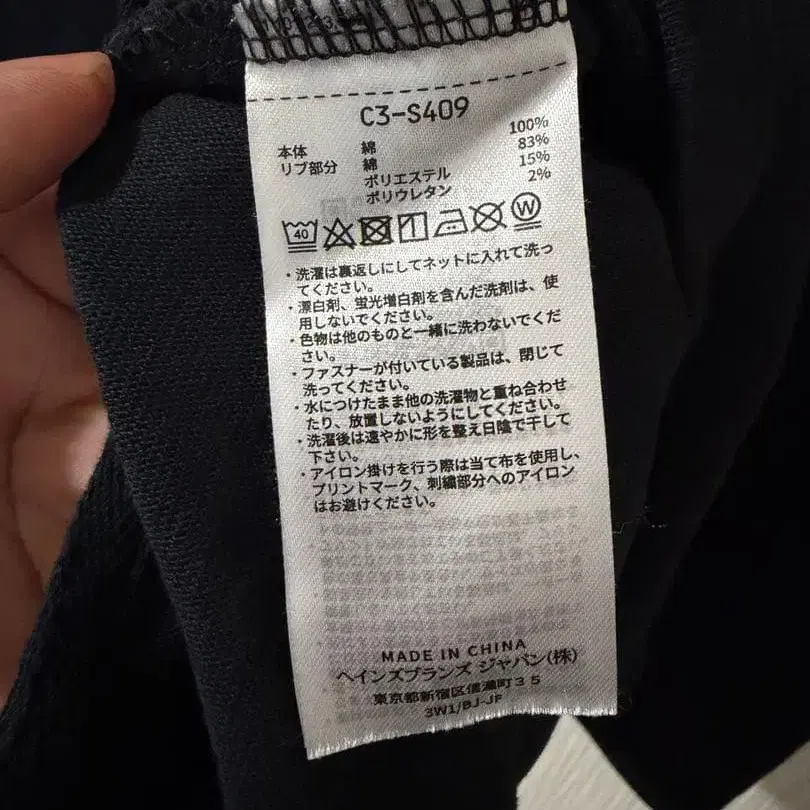 C3-S409
本体 綿 100%
リブ部分 綿 83%
ポリエステル 15%
ポリウレタン 2%
40 W
・洗濯は裏返しにしてネットに入れて洗っ
てください。
・漂白剤、蛍光増白剤を含んだ洗剤は、使
用しないでください。
・色物は他のものと一緒に洗わないでくだ
さい。
・ファスナーが付いている製品は、閉じて
洗ってください。
・水につけたまま他の洗濯物と重ね合わせ
たり、放置しないようにしてください。
・洗濯後は速やかに形を整え日陰で干して
下さい。
・アイロン掛けを行う際は当て布を使用し、
プリントマーク、刺繍部分へのアイロン
はお避けください。
MADE IN CHINA
ヘインズブランズ ジャパン(株)
東京都新宿区信濃町35
3W1/BJ-JF